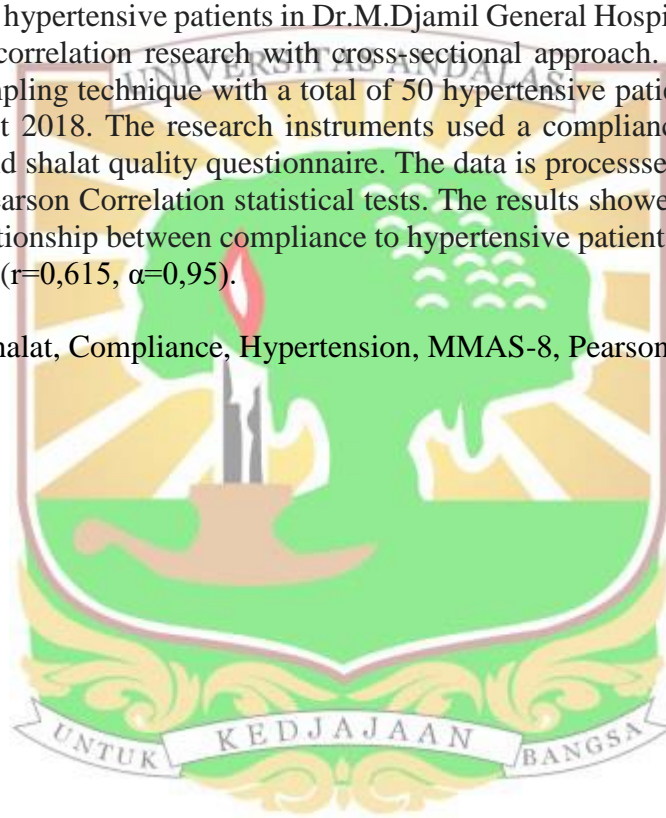 hypertensive patients in Dr.M.Djamil General Hospi
correlation research with cross-sectional approach.
UNIVERSITAS ANDALAS
pling technique with a total of 50 hypertensive patie
t 2018. The research instruments used a compliance
d shalat quality questionnaire. The data is processse
arson Correlation statistical tests. The results showe
tionship between compliance to hypertensive patient
(r=0,615, α=0,95).
halat, Compliance, Hypertension, MMAS-8, Pearson
UNTUK KEDJAJAAN BANGSA